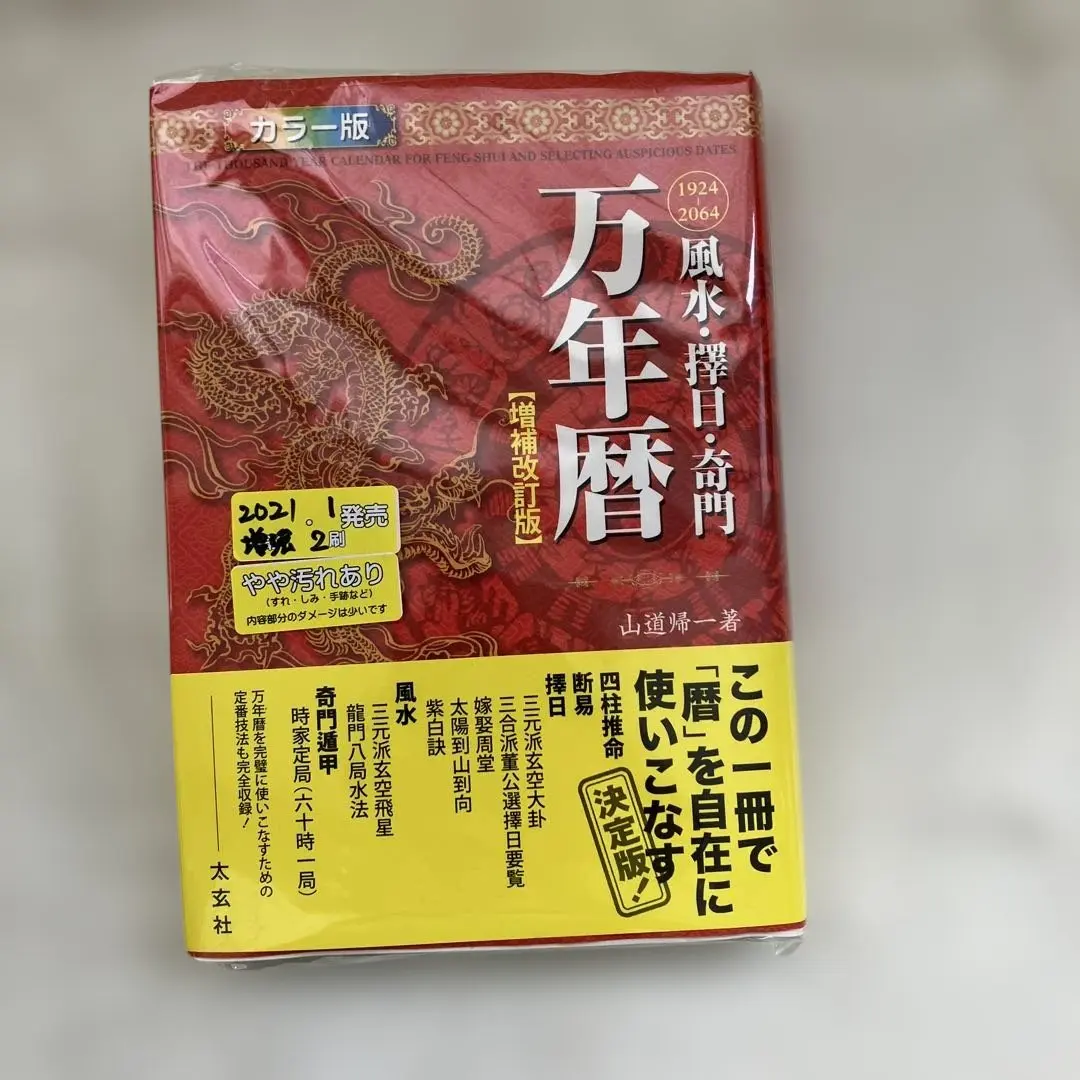 カラー版
THE THOUSAND YEAR CALENDAR FOR FENG SHUI AND SELECTING AUSPICIOUS DATES
1924-2064
風水・擇日・奇門
万年暦
【増補改訂版】
2021.1発売
増補 2刷
やや汚れあり
(すれ・しみ・手跡など)
内容部分のダメージは少いです
山道帰一著
この一冊で
「暦」を自在に
使いこなす
決定版!
四柱推命
断易
擇日
三元派玄空大卦
三合派董公選擇日要覧
嫁娶周堂
太陽到山到向
紫白訣
風水
三元派玄空飛星
龍門八局水法
奇門遁甲
時家定局(六十時一局)
万年暦を完璧に使いこなすための
定番技法も完全収録!
太玄社